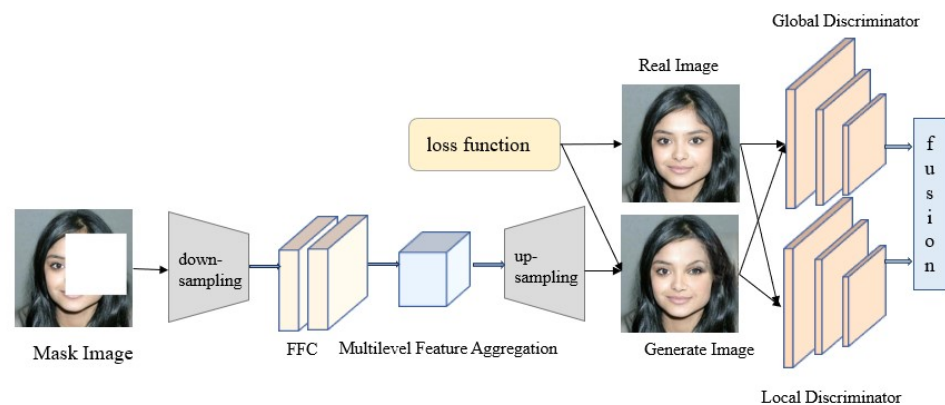 Global Discriminator
Real Image
loss function
fusion
down-
sampling
up-
sampling
Mask Image
FFC
Multilevel Feature Aggregation
Generate Image
Local Discriminator